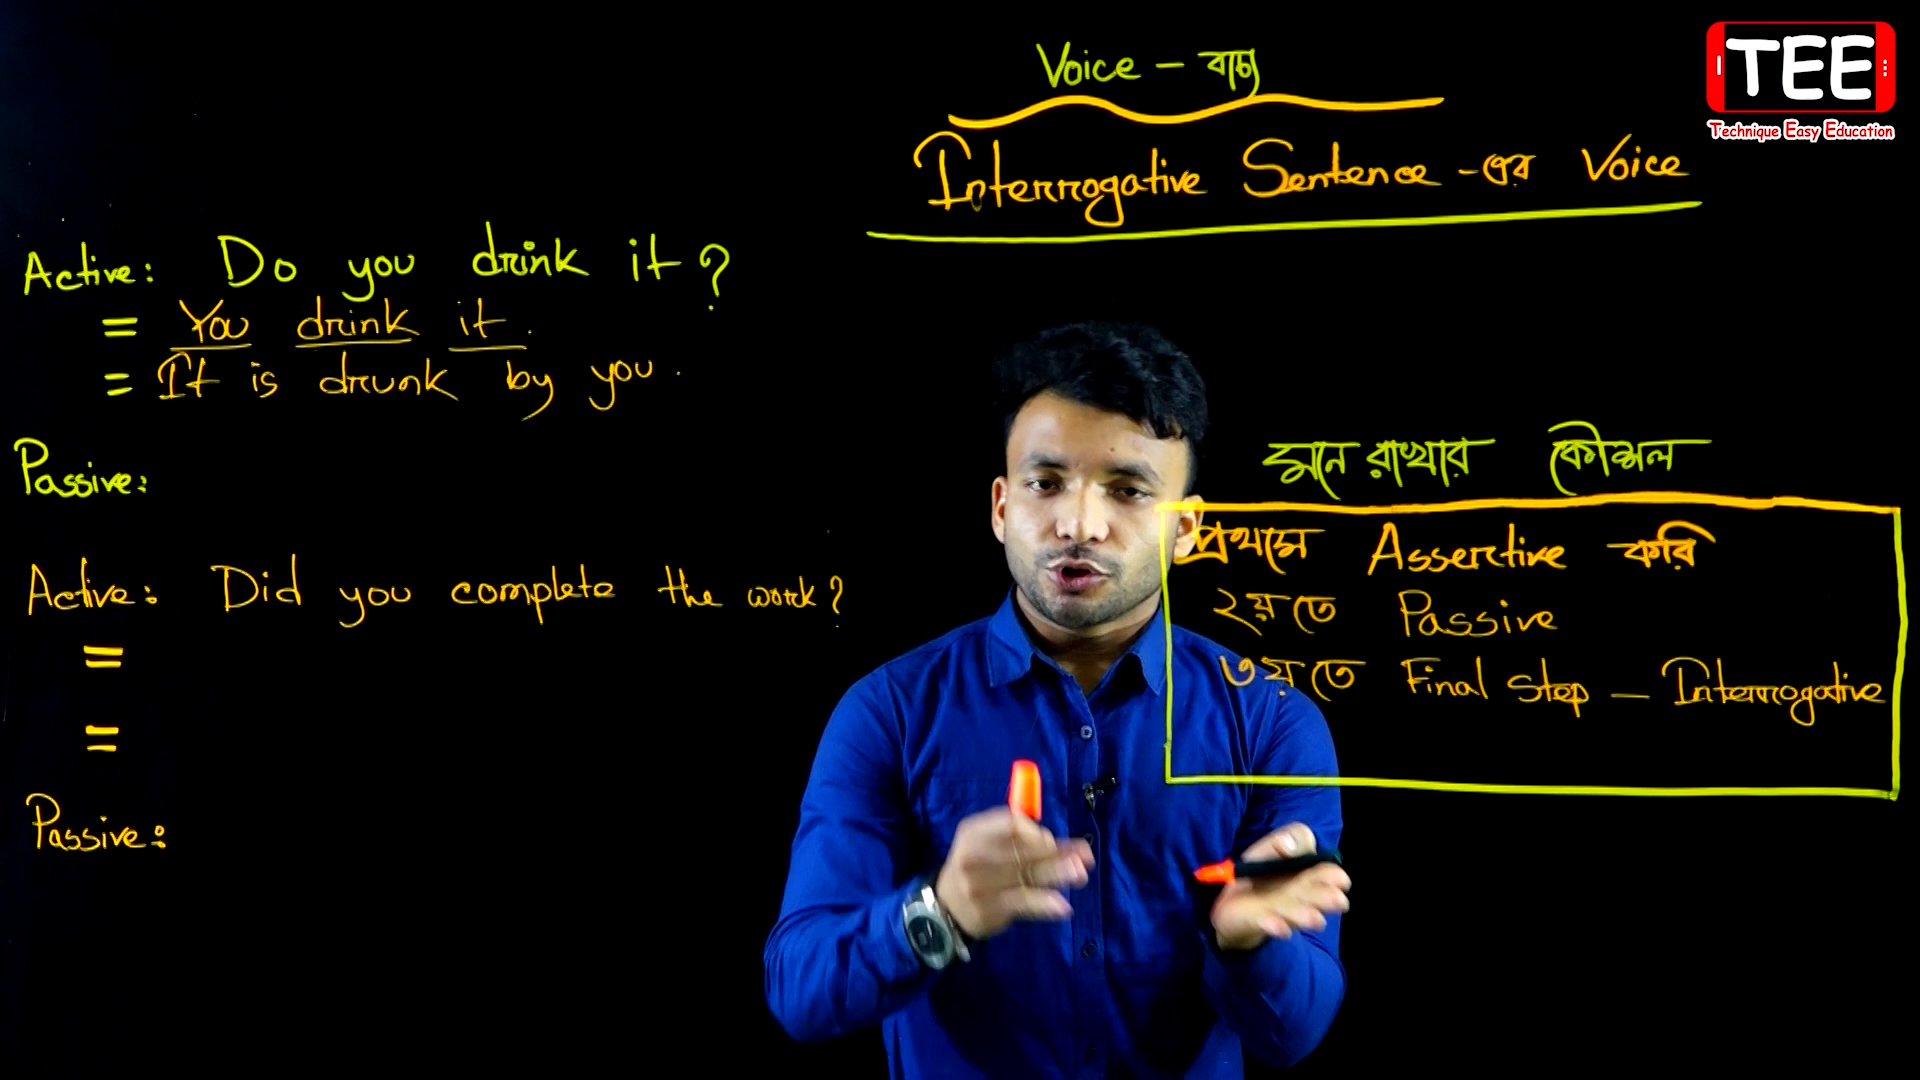 Voice - বাচ্য
Interrogative Sentence -এর Voice
TEE
Technique Easy Education
Active: Do you drink it?
= You drink it.
= It is drunk by you.
Passive:
Active: Did you complete the work?
=
=
Passive:
মনে রাখার কৌশল
প্রথমে Assertive করি
২য় তে Passive
৩য় তে Final Step - Interrogative